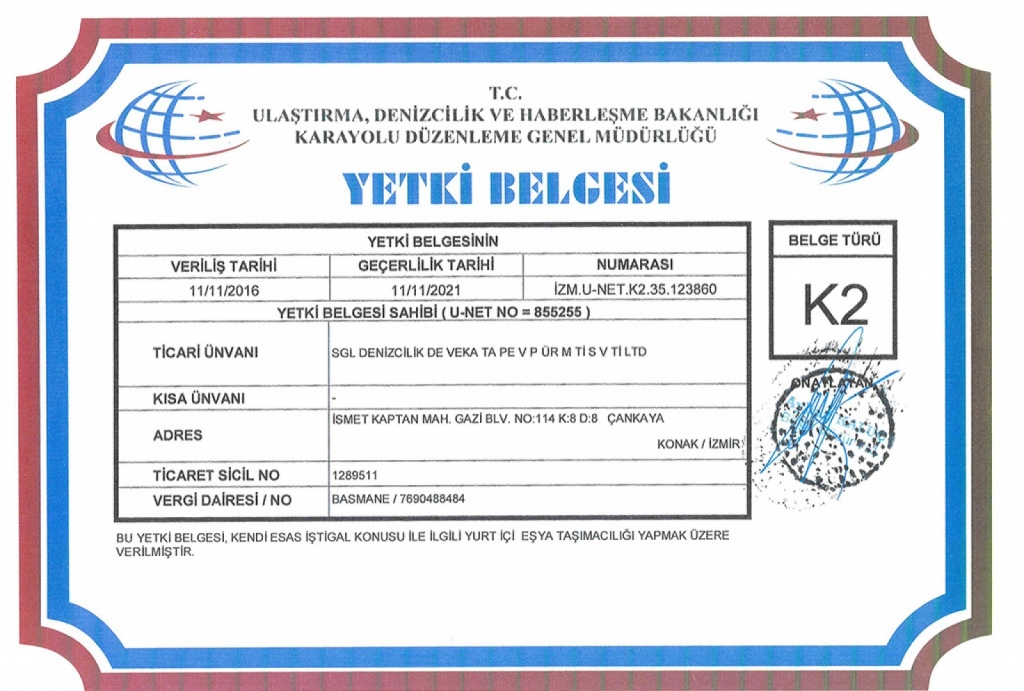 T.C.
ULAŞTIRMA, DENİZCİLİK VE HABERLEŞME BAKANLIĞI
KARAYOLU DÜZENLEME GENEL MÜDÜRLÜĞÜ
YETKİ BELGESİ
YETKİ BELGESİNİN
VERİLİŞ TARİHİ GEÇERLİLİK TARİHİ NUMARASI
11/11/2016 11/11/2021 İZM.U-NET.K2.35.123860
YETKİ BELGESİ SAHİBİ ( U-NET NO = 855255 )
TİCARİ ÜNVANI SGL DENİZCİLİK DE VEKA TA PE V P ÜR M Tİ S V Tİ LTD
KISA ÜNVANI -
ADRES İSMET KAPTAN MAH. GAZİ BLV. NO:114 K:8 D:8 ÇANKAYA
KONAK / İZMİR
TİCARET SİCİL NO 1289511
VERGİ DAİRESİ / NO BASMANE / 7690488484
BELGE TÜRÜ
K2
ONAYLATAN
BU YETKİ BELGESİ, KENDİ ESAS İŞTİGAL KONUSU İLE İLGİLİ YURT İÇİ EŞYA TAŞIMACILIĞI YAPMAK ÜZERE
VERİLMİŞTİR.